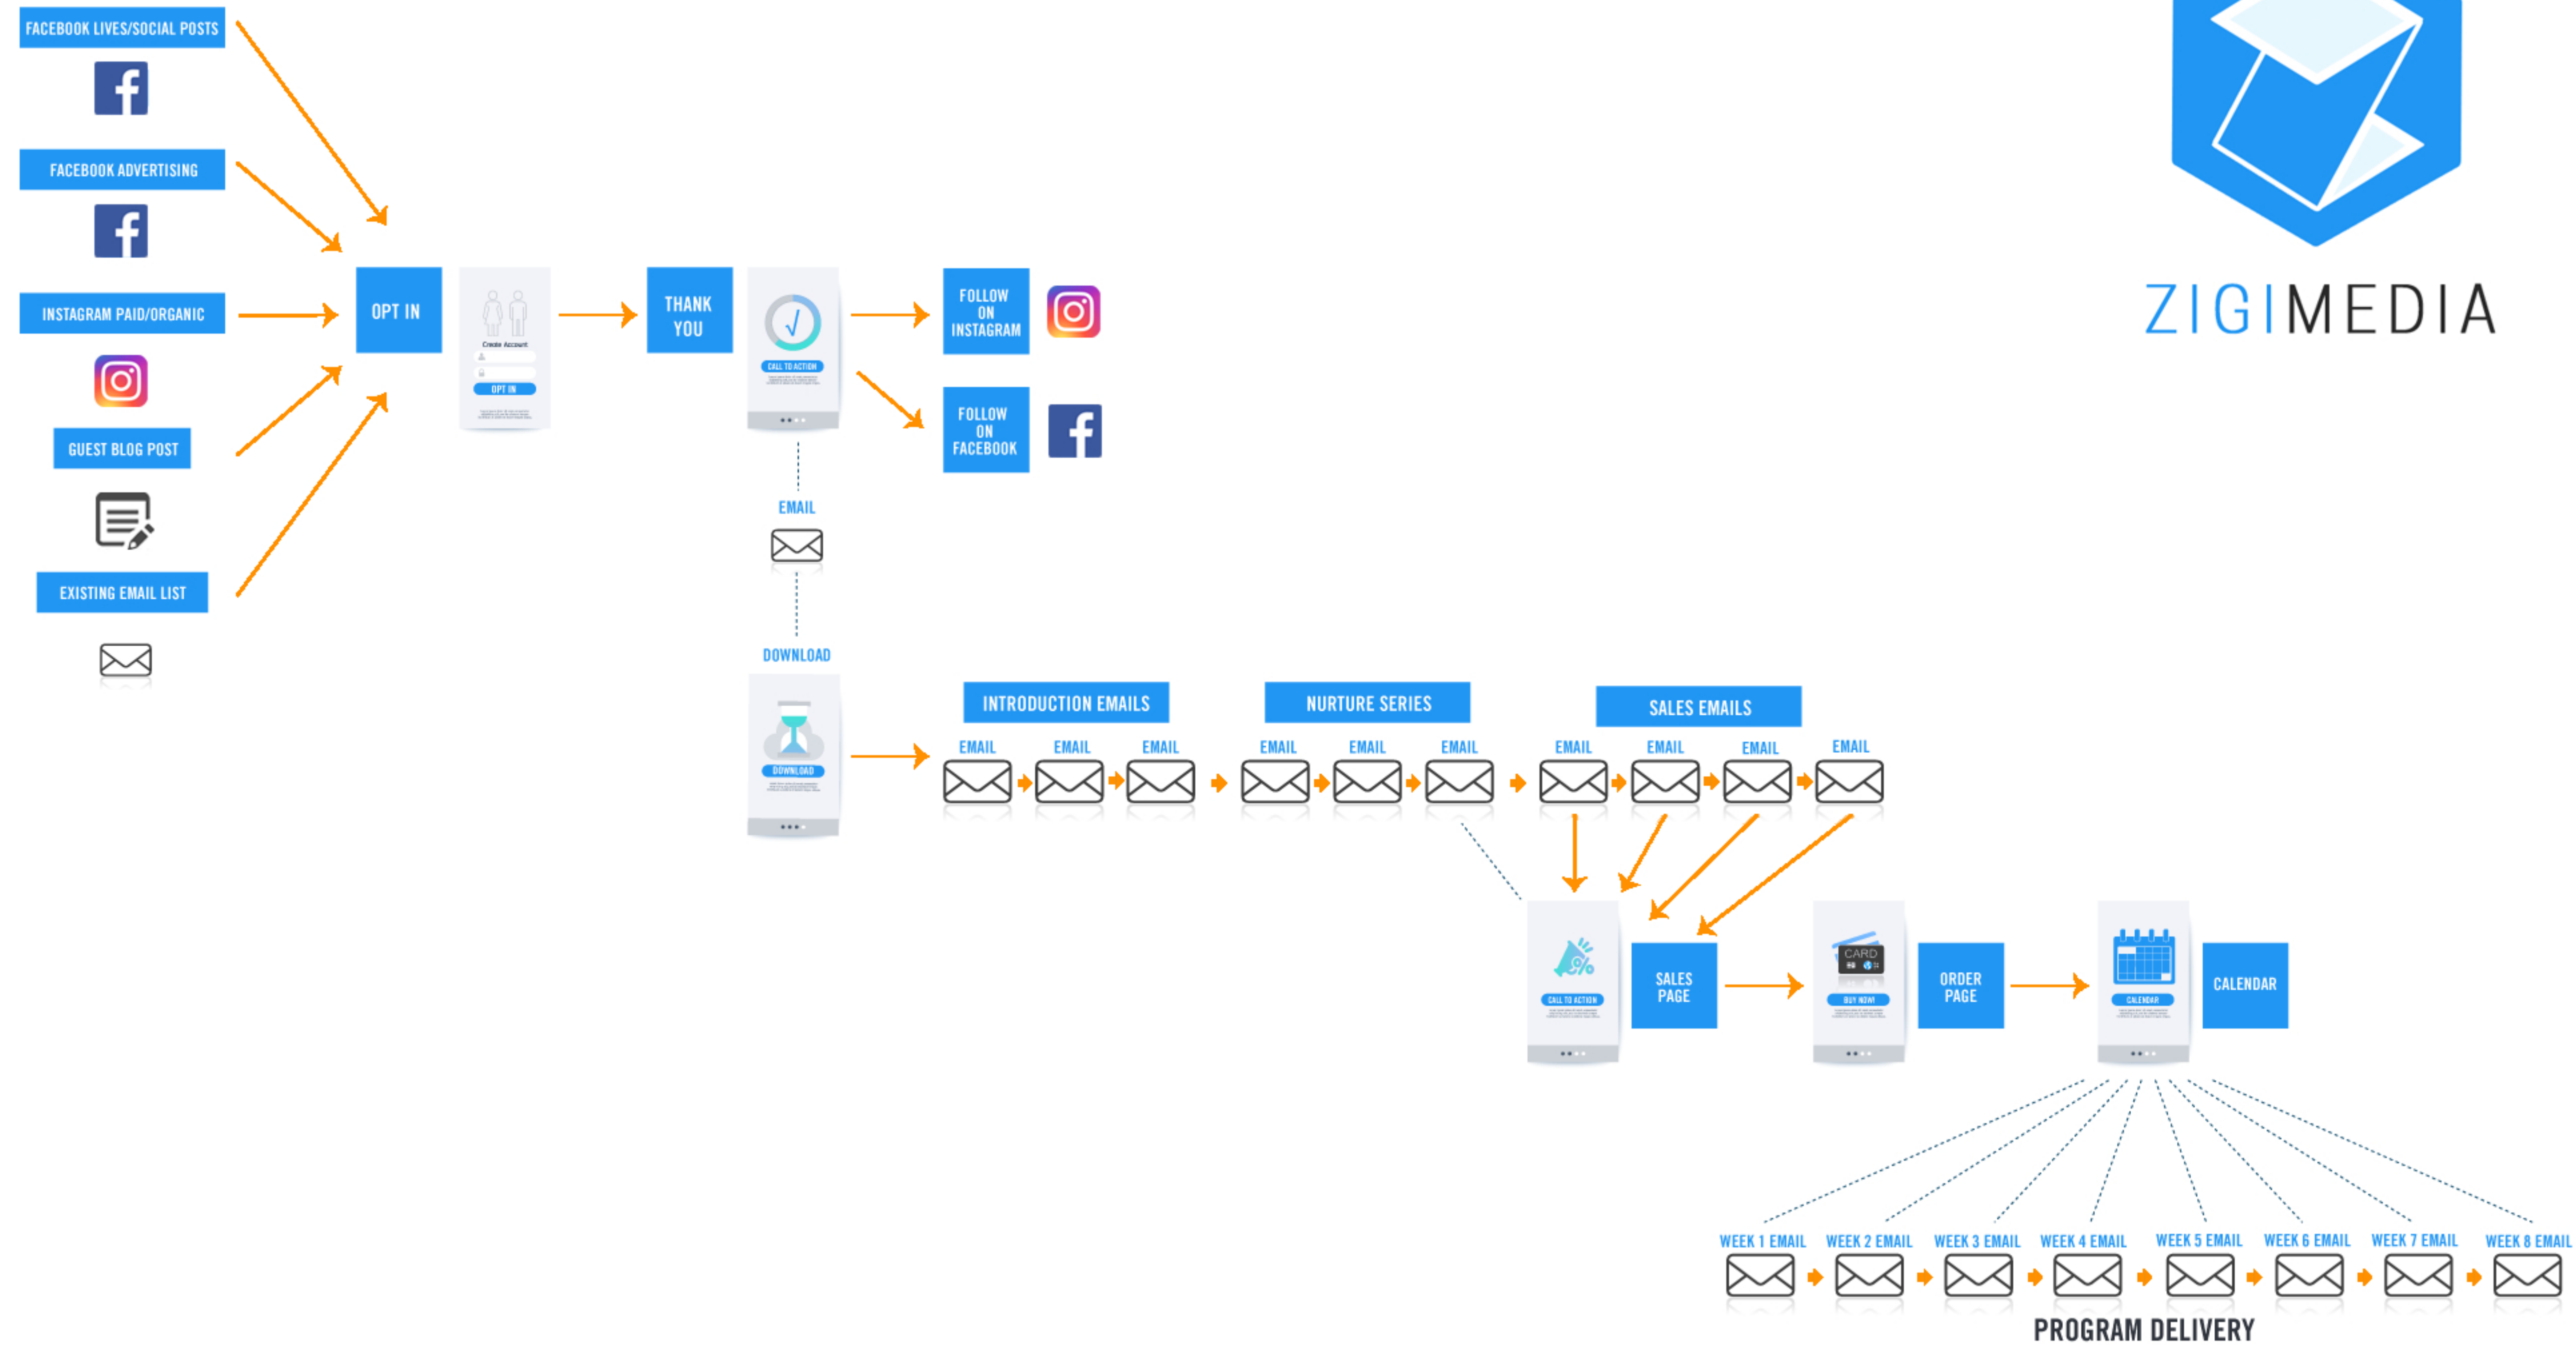 FACEBOOK LIVES/SOCIAL POSTS
FACEBOOK ADVERTISING
INSTAGRAM PAID/ORGANIC
GUEST BLOG POST
EXISTING EMAIL LIST
OPT IN
Create Account
OPT IN
THANK
YOU
CALL TO ACTION
FOLLOW
ON
INSTAGRAM
FOLLOW
ON
FACEBOOK
ZIGIMEDIA
EMAIL
DOWNLOAD
DOWNLOAD
INTRODUCTION EMAILS
EMAIL EMAIL EMAIL
NURTURE SERIES
EMAIL EMAIL EMAIL
SALES EMAILS
EMAIL EMAIL EMAIL EMAIL
CALL TO ACTION
SALES
PAGE
CARD
BUY NOW!
ORDER
PAGE
CALENDAR
CALENDAR
WEEK 1 EMAIL WEEK 2 EMAIL WEEK 3 EMAIL WEEK 4 EMAIL WEEK 5 EMAIL WEEK 6 EMAIL WEEK 7 EMAIL WEEK 8 EMAIL
PROGRAM DELIVERY